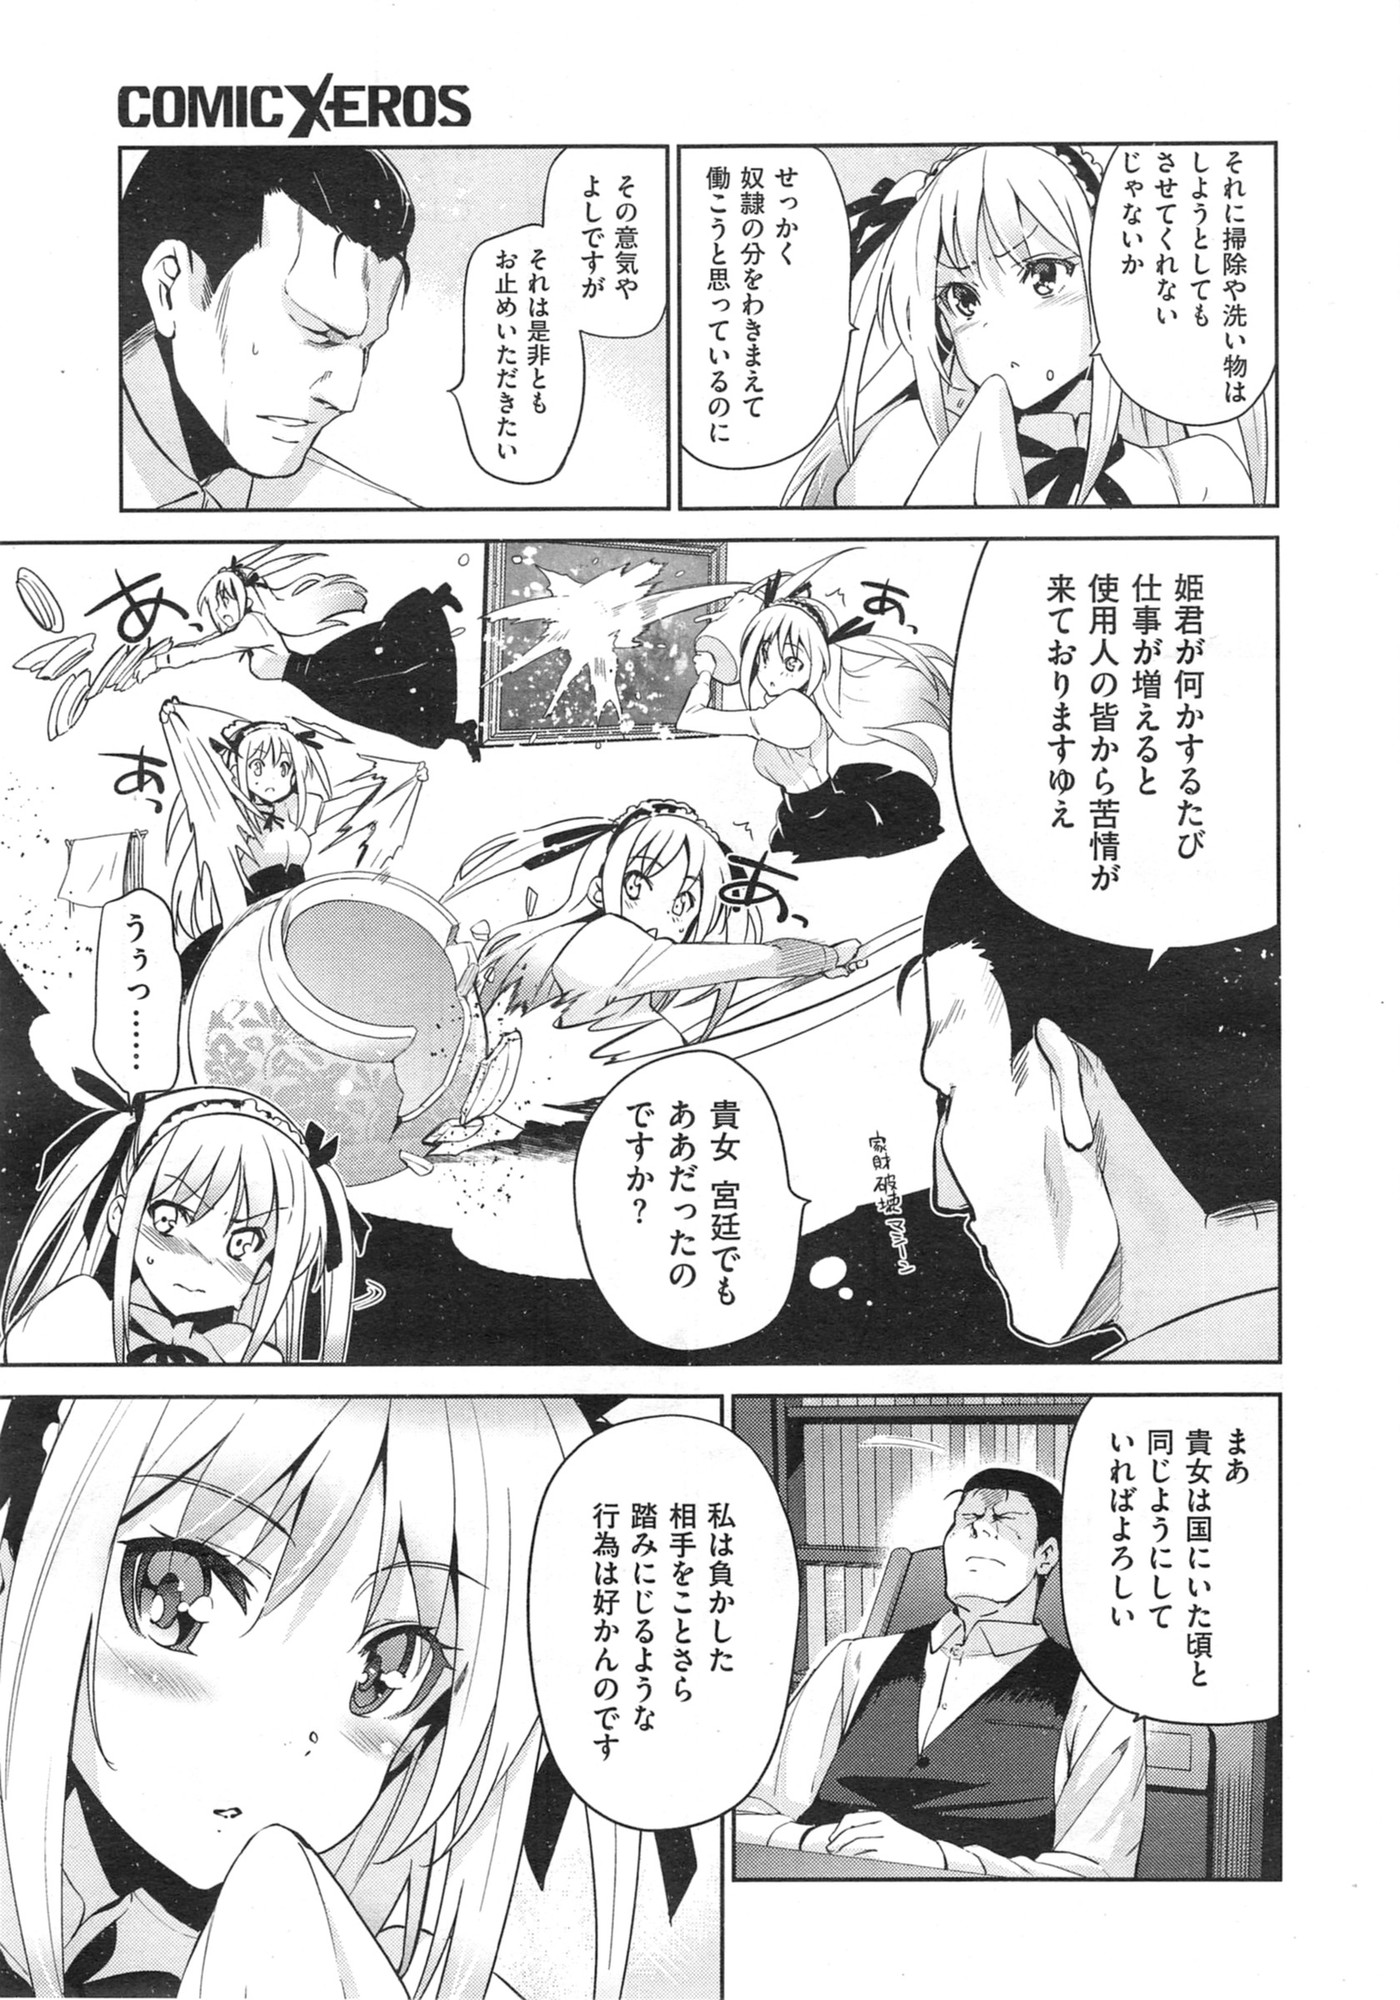 COMIC X-EROS
それに掃除や洗い物は
しようとしても
させてくれない
じゃないか
せっかく
奴隷の分をわきまえて
働こうと思っているのに
その意気や
よしですが
それは是非とも
お止めいただきたい
姫君が何かするたび
仕事が増えると
使用人の皆から苦情が
来ておりますゆえ
あ、
あ、
あ、
あ、
家財破壊マシーン
貴女 宮廷でも
ああだったの
ですか?
うぅっ……
まあ
貴女は国にいた頃と
同じようにして
いればよろしい
私は負かした
相手をことさら
踏みにじるような
行為は好かんのです